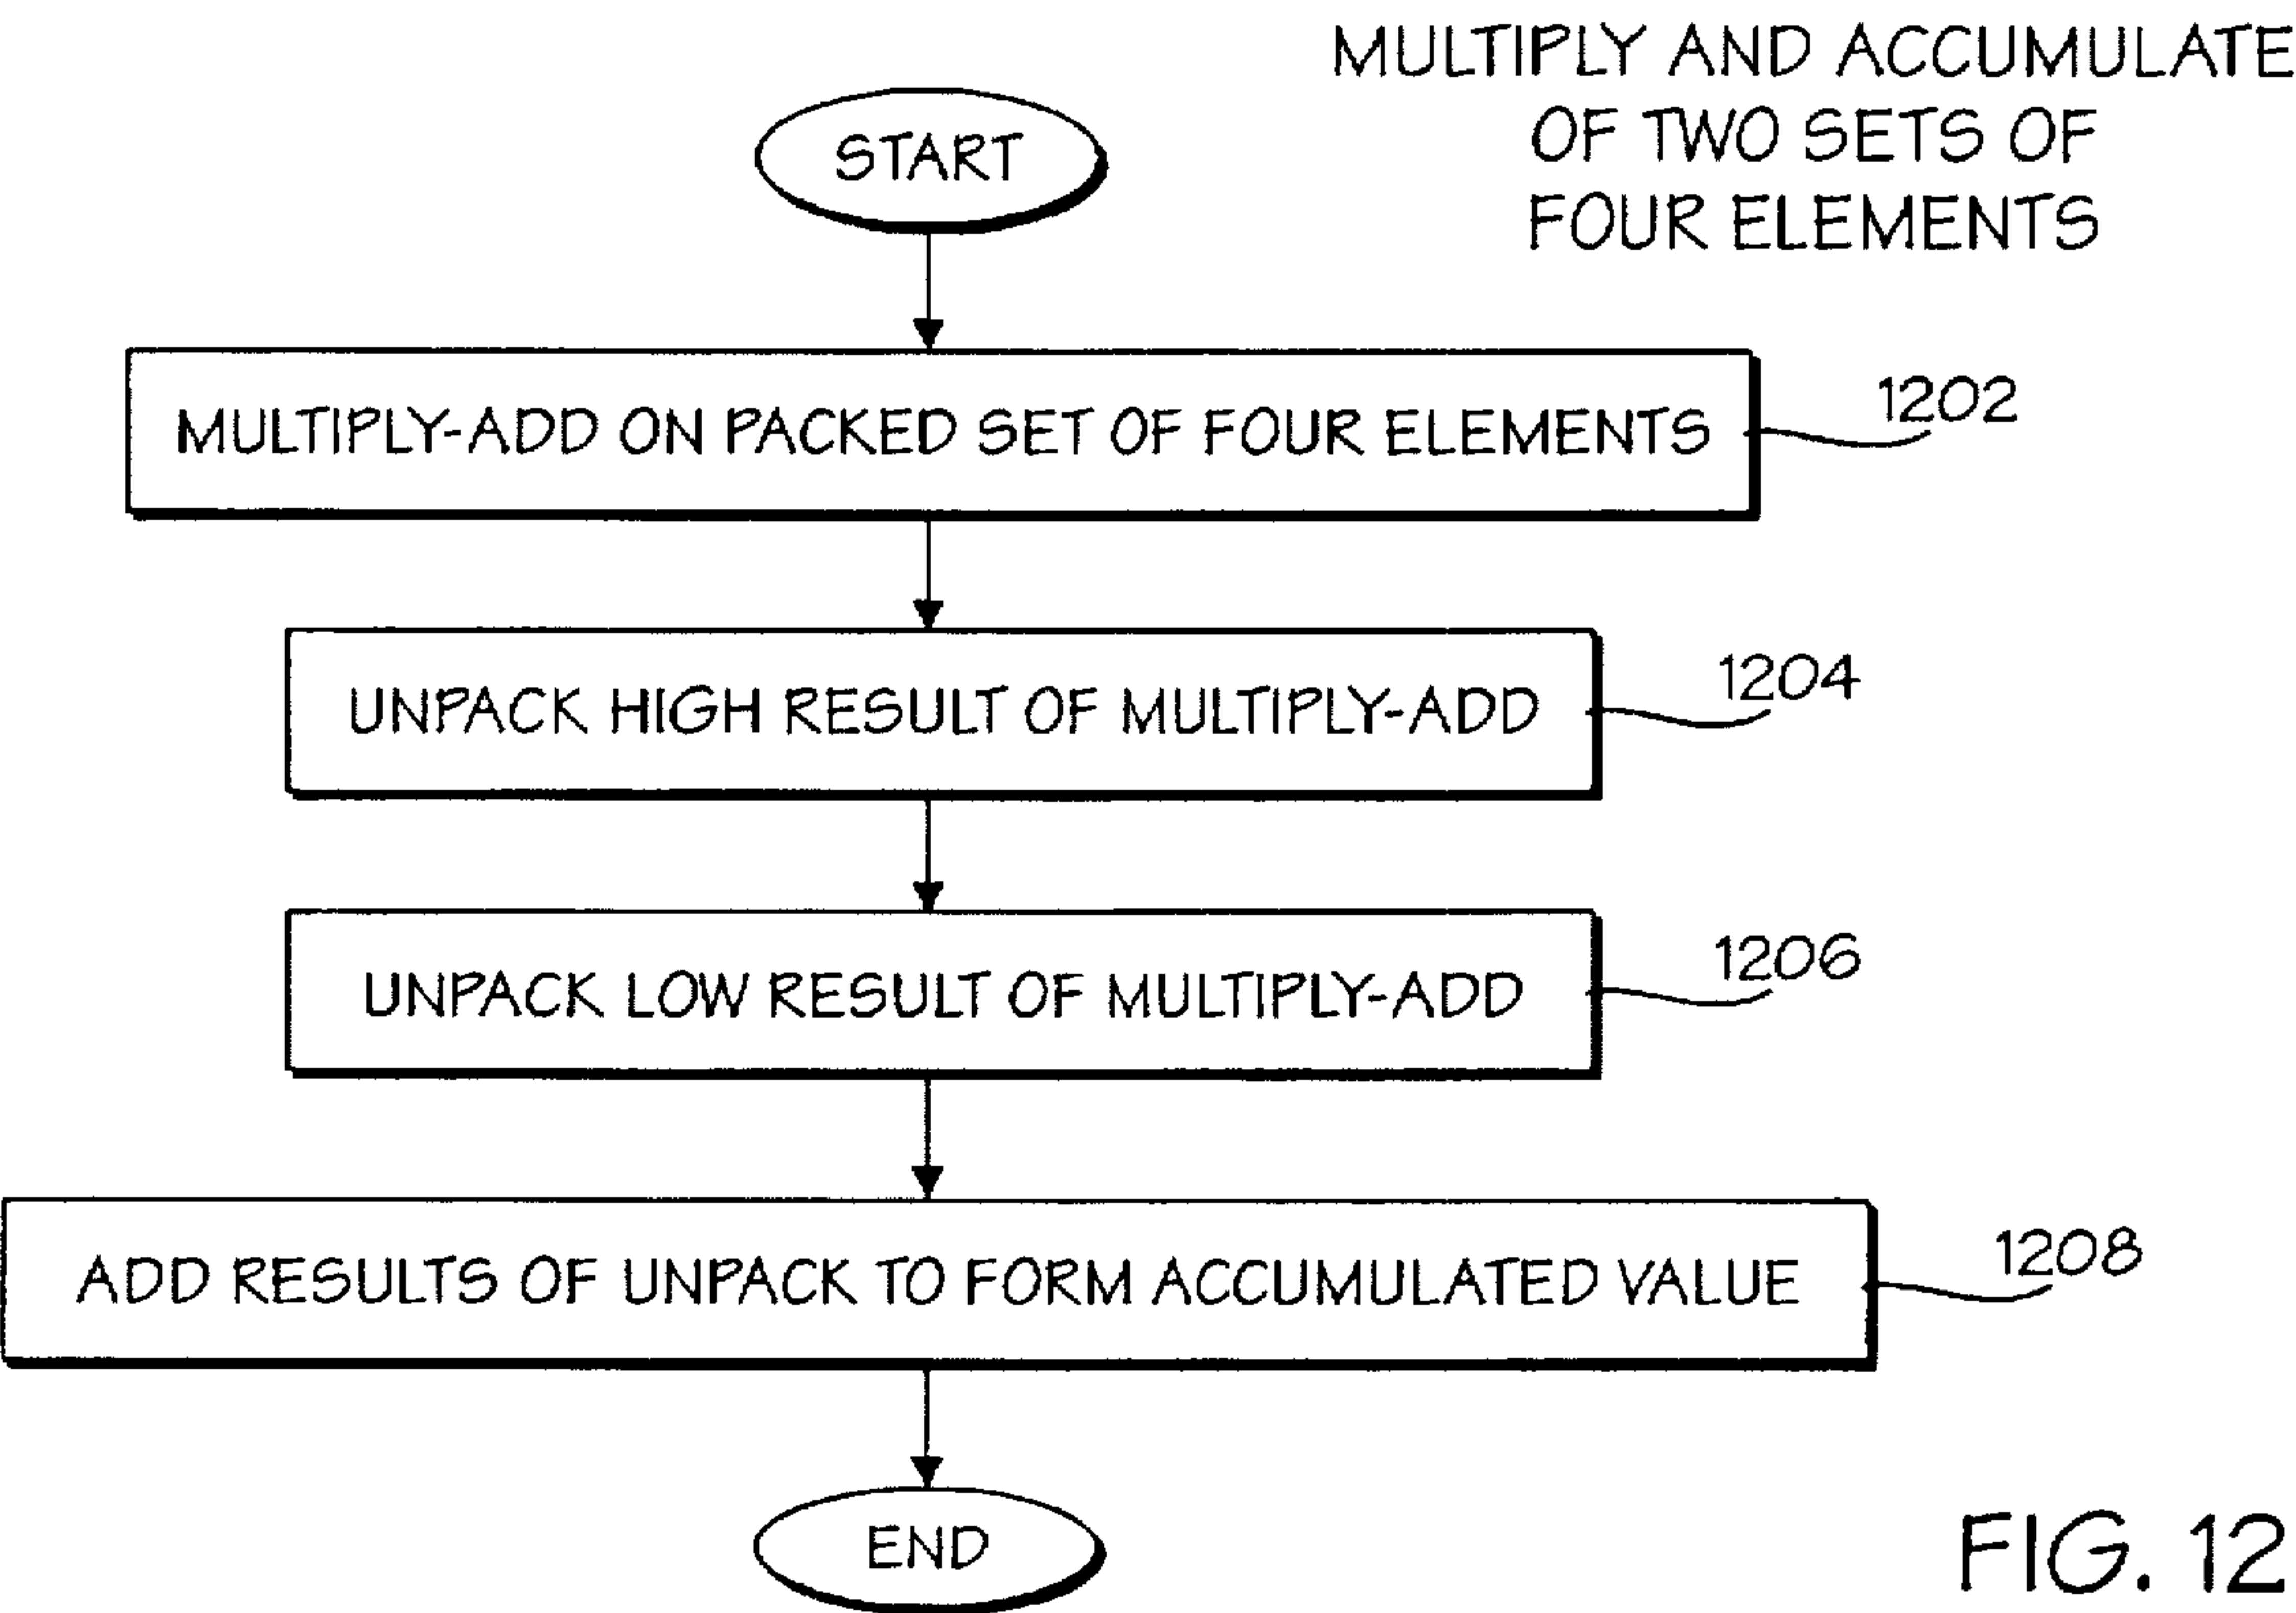 MULTIPLY AND ACCUMULATE
OF TWO SETS OF
FOUR ELEMENTS
START
MULTIPLY-ADD ON PACKED SET OF FOUR ELEMENTS
1202
UNPACK HIGH RESULT OF MULTIPLY-ADD
1204
UNPACK LOW RESULT OF MULTIPLY-ADD
1206
ADD RESULTS OF UNPACK TO FORM ACCUMULATED VALUE
1208
END
FIG. 12